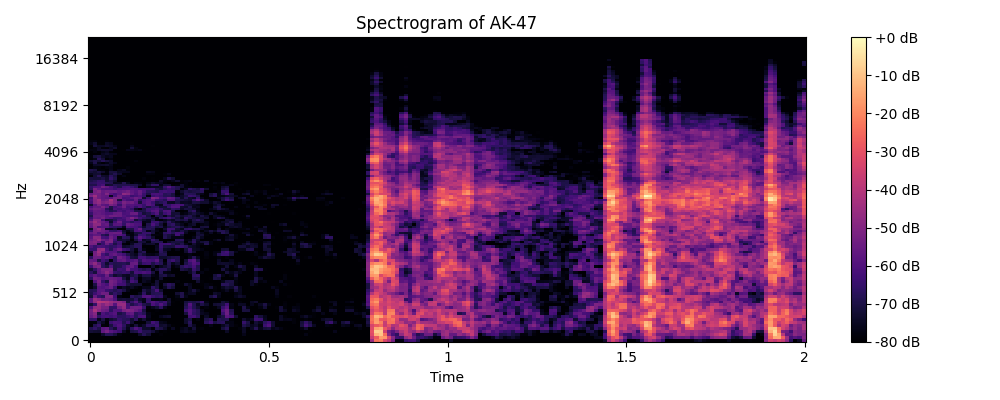 Spectrogram of AK-47
Hz
16384
8192
4096
2048
1024
512
0
0
0.5
1
1.5
2
Time
+0 dB
-10 dB
-20 dB
-30 dB
-40 dB
-50 dB
-60 dB
-70 dB
-80 dB